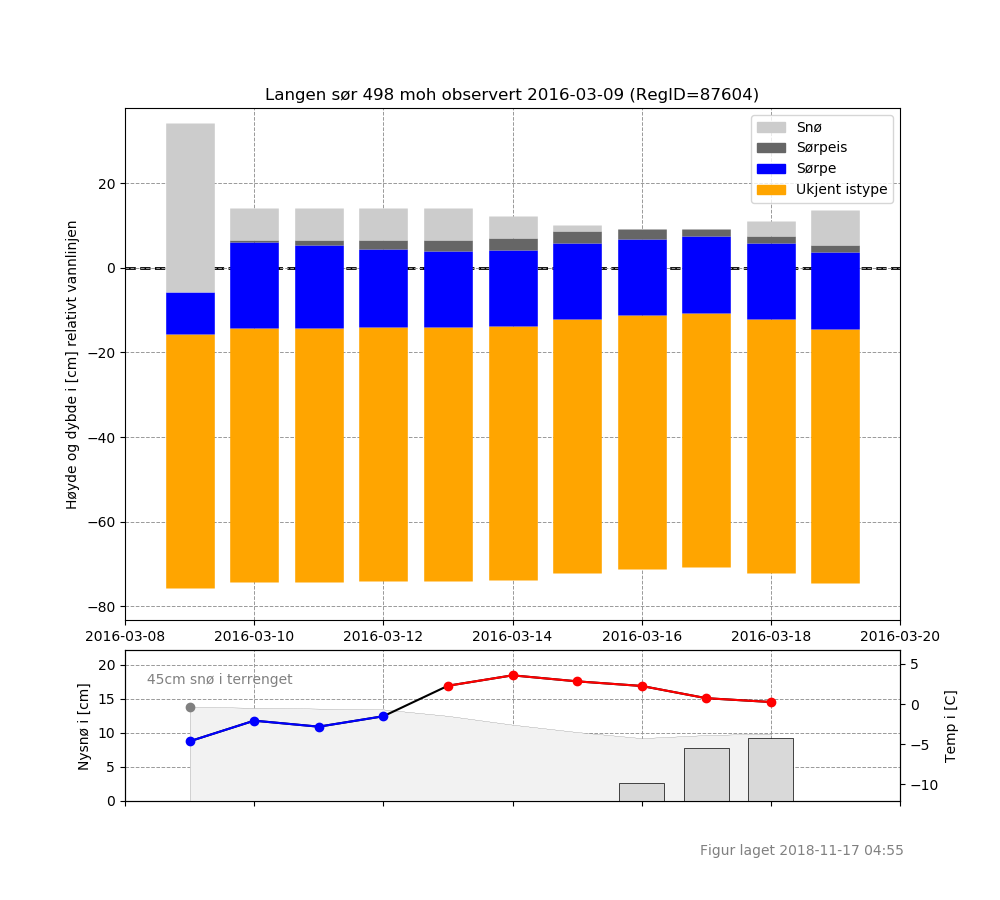 Langen sør 498 moh observert 2016-03-09 (RegID=87604)
Snø
Sørpeis
Sørpe
Ukjent istype
Høyde og dybde i [cm] relativt vannlinjen
20
0
−20
−40
−60
−80
2016-03-08 2016-03-10 2016-03-12 2016-03-14 2016-03-16 2016-03-18 2016-03-20
45cm snø i terrenget
Nysnø i [cm]
20
15
10
5
0
5
0
−5
−10
Temp i [C]
Figur laget 2018-11-17 04:55